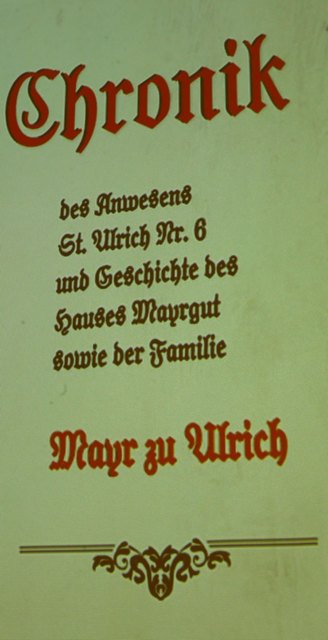 Chronik
des Anwesens
St. Ulrich Nr. 6
und Geschichte des
Hauses Mayrgut
sowie der Familie
Mayr zu Ulrich